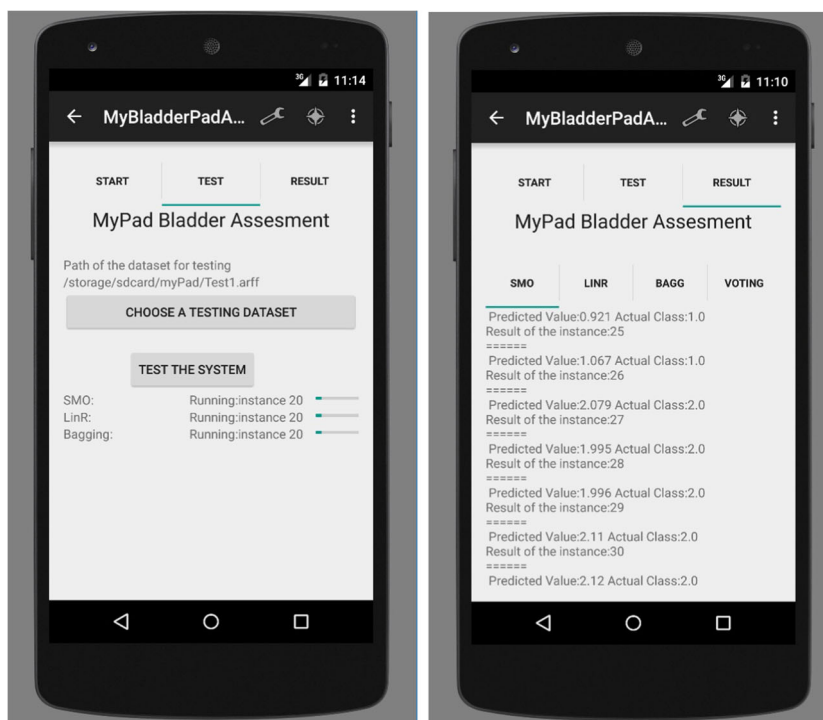 3G 11:14
MyBladderPadA...
START TEST RESULT
MyPad Bladder Assesment
Path of the dataset for testing
/storage/sdcard/myPad/Test1.arff
CHOOSE A TESTING DATASET
TEST THE SYSTEM
SMO: Running:instance 20
LinR: Running:instance 20
Bagging: Running:instance 20
3G 11:10
MyBladderPadA...
START TEST RESULT
MyPad Bladder Assesment
SMO LINR BAGG VOTING
Predicted Value:0.921 Actual Class:1.0
Result of the instance:25
======
Predicted Value:1.067 Actual Class:1.0
Result of the instance:26
======
Predicted Value:2.079 Actual Class:2.0
Result of the instance:27
======
Predicted Value:1.995 Actual Class:2.0
Result of the instance:28
======
Predicted Value:1.996 Actual Class:2.0
Result of the instance:29
======
Predicted Value:2.11 Actual Class:2.0
Result of the instance:30
======
Predicted Value:2.12 Actual Class:2.0